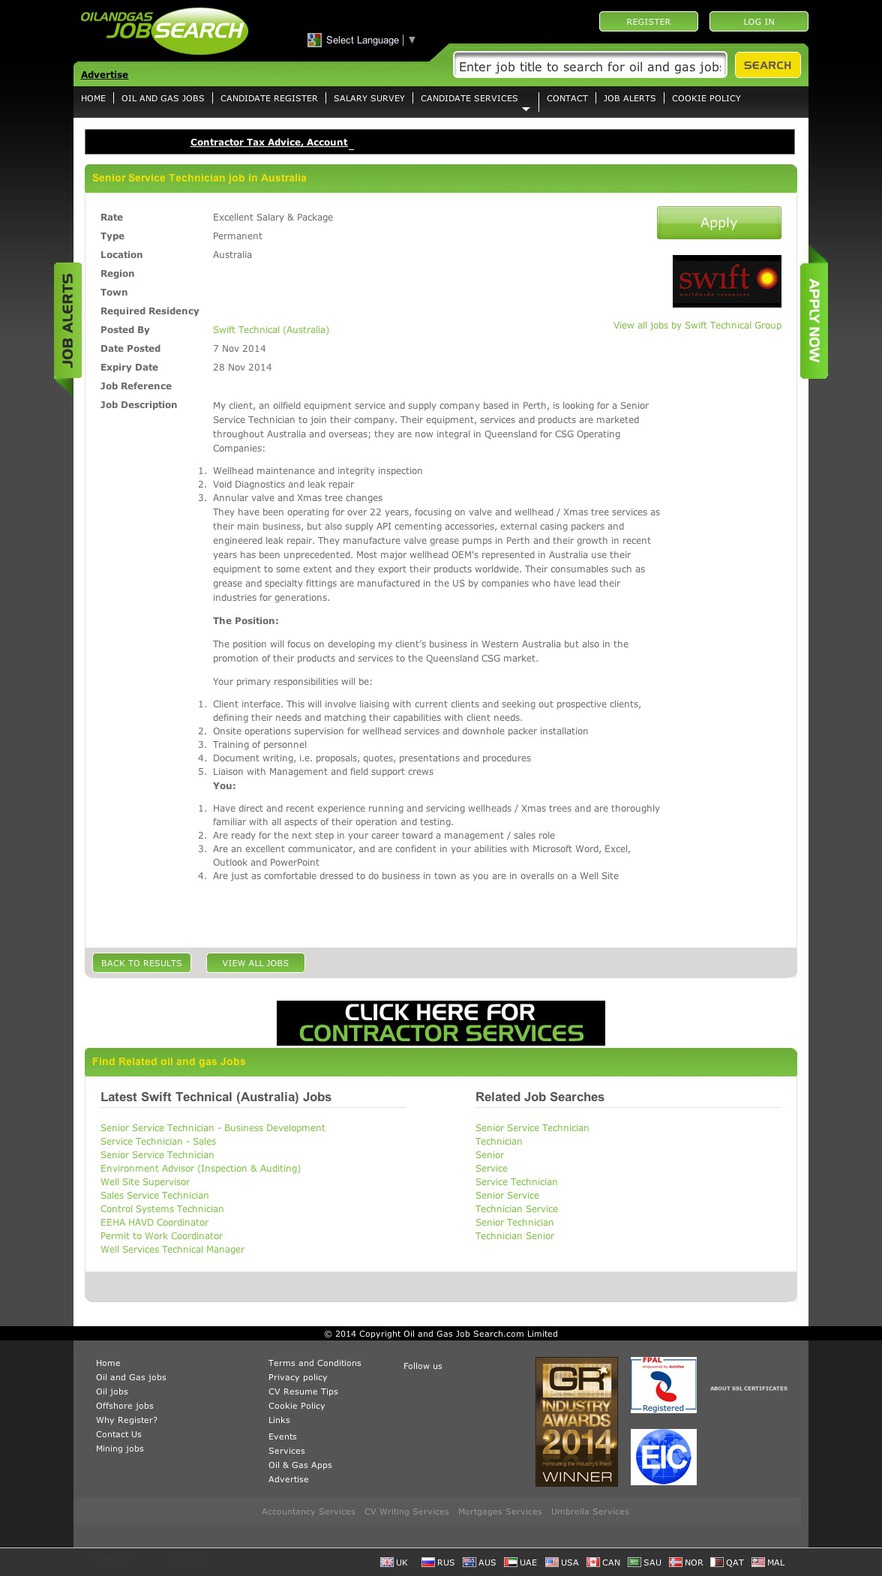 OILANDGAS
JOBSEARCH
REGISTER
LOG IN
Select Language ▼
Advertise
Enter job title to search for oil and gas jobs
SEARCH
HOME
OIL AND GAS JOBS
CANDIDATE REGISTER
SALARY SURVEY
CANDIDATE SERVICES
CONTACT
JOB ALERTS
COOKIE POLICY
Contractor Tax Advice, Account_
Senior Service Technician job in Australia
JOB ALERTS
APPLY NOW
Rate Excellent Salary & Package
Apply
Type Permanent
Location Australia
Region
Town
Required Residency
swift
worldwide resources
Posted By Swift Technical (Australia)
View all jobs by Swift Technical Group
Date Posted 7 Nov 2014
Expiry Date 28 Nov 2014
Job Reference
Job Description My client, an oilfield equipment service and supply company based in Perth, is looking for a Senior
Service Technician to join their company. Their equipment, services and products are marketed
throughout Australia and overseas; they are now integral in Queensland for CSG Operating
Companies:
1. Wellhead maintenance and integrity inspection
2. Void Diagnostics and leak repair
3. Annular valve and Xmas tree changes
They have been operating for over 22 years, focusing on valve and wellhead / Xmas tree services as
their main business, but also supply API cementing accessories, external casing packers and
engineered leak repair. They manufacture valve grease pumps in Perth and their growth in recent
years has been unprecedented. Most major wellhead OEM's represented in Australia use their
equipment to some extent and they export their products worldwide. Their consumables such as
grease and specialty fittings are manufactured in the US by companies who have lead their
industries for generations.
The Position:
The position will focus on developing my client's business in Western Australia but also in the
promotion of their products and services to the Queensland CSG market.
Your primary responsibilities will be:
1. Client interface. This will involve liaising with current clients and seeking out prospective clients,
defining their needs and matching their capabilities with client needs.
2. Onsite operations supervision for wellhead services and downhole packer installation
3. Training of personnel
4. Document writing, i.e. proposals, quotes, presentations and procedures
5. Liaison with Management and field support crews
You:
1. Have direct and recent experience running and servicing wellheads / Xmas trees and are thoroughly
familiar with all aspects of their operation and testing.
2. Are ready for the next step in your career toward a management / sales role
3. Are an excellent communicator, and are confident in your abilities with Microsoft Word, Excel,
Outlook and PowerPoint
4. Are just as comfortable dressed to do business in town as you are in overalls on a Well Site
BACK TO RESULTS
VIEW ALL JOBS
CLICK HERE FOR
CONTRACTOR SERVICES
Find Related oil and gas Jobs
Latest Swift Technical (Australia) Jobs
Senior Service Technician - Business Development
Service Technician - Sales
Senior Service Technician
Environment Advisor (Inspection & Auditing)
Well Site Supervisor
Sales Service Technician
Control Systems Technician
EEHA HAVD Coordinator
Permit to Work Coordinator
Well Services Technical Manager
Related Job Searches
Senior Service Technician
Technician
Senior
Service
Service Technician
Senior Service
Technician Service
Senior Technician
Technician Senior
© 2014 Copyright Oil and Gas Job Search.com Limited
Home
Oil and Gas jobs
Oil jobs
Offshore jobs
Why Register?
Contact Us
Mining jobs
Terms and Conditions
Privacy policy
CV Resume Tips
Cookie Policy
Links
Events
Services
Oil & Gas Apps
Advertise
Follow us
GR
INDUSTRY
AWARDS
2014
WINNER
FPAL
empowered by Achilles
Registered
EIC
ABOUT SSL CERTIFICATES
Accountancy Services CV Writing Services Mortgages Services Umbrella Services
UK RUS AUS UAE USA CAN SAU NOR QAT MAL